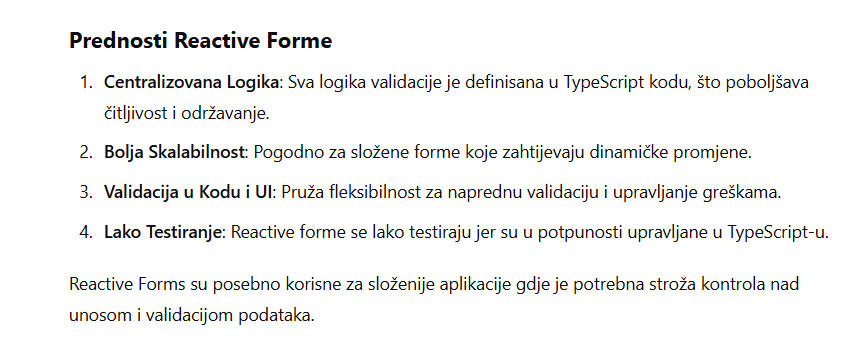 Prednosti Reactive Forme
1. Centralizovana Logika: Sva logika validacije je definisana u TypeScript kodu, što poboljšava
čitljivost i održavanje.
2. Bolja Skalabilnost: Pogodno za složene forme koje zahtijevaju dinamičke promjene.
3. Validacija u Kodu i UI: Pruža fleksibilnost za naprednu validaciju i upravljanje greškama.
4. Lako Testiranje: Reactive forme se lako testiraju jer su u potpunosti upravljane u TypeScript-u.
Reactive Forms su posebno korisne za složenije aplikacije gdje je potrebna stroža kontrola nad
unosom i validacijom podataka.